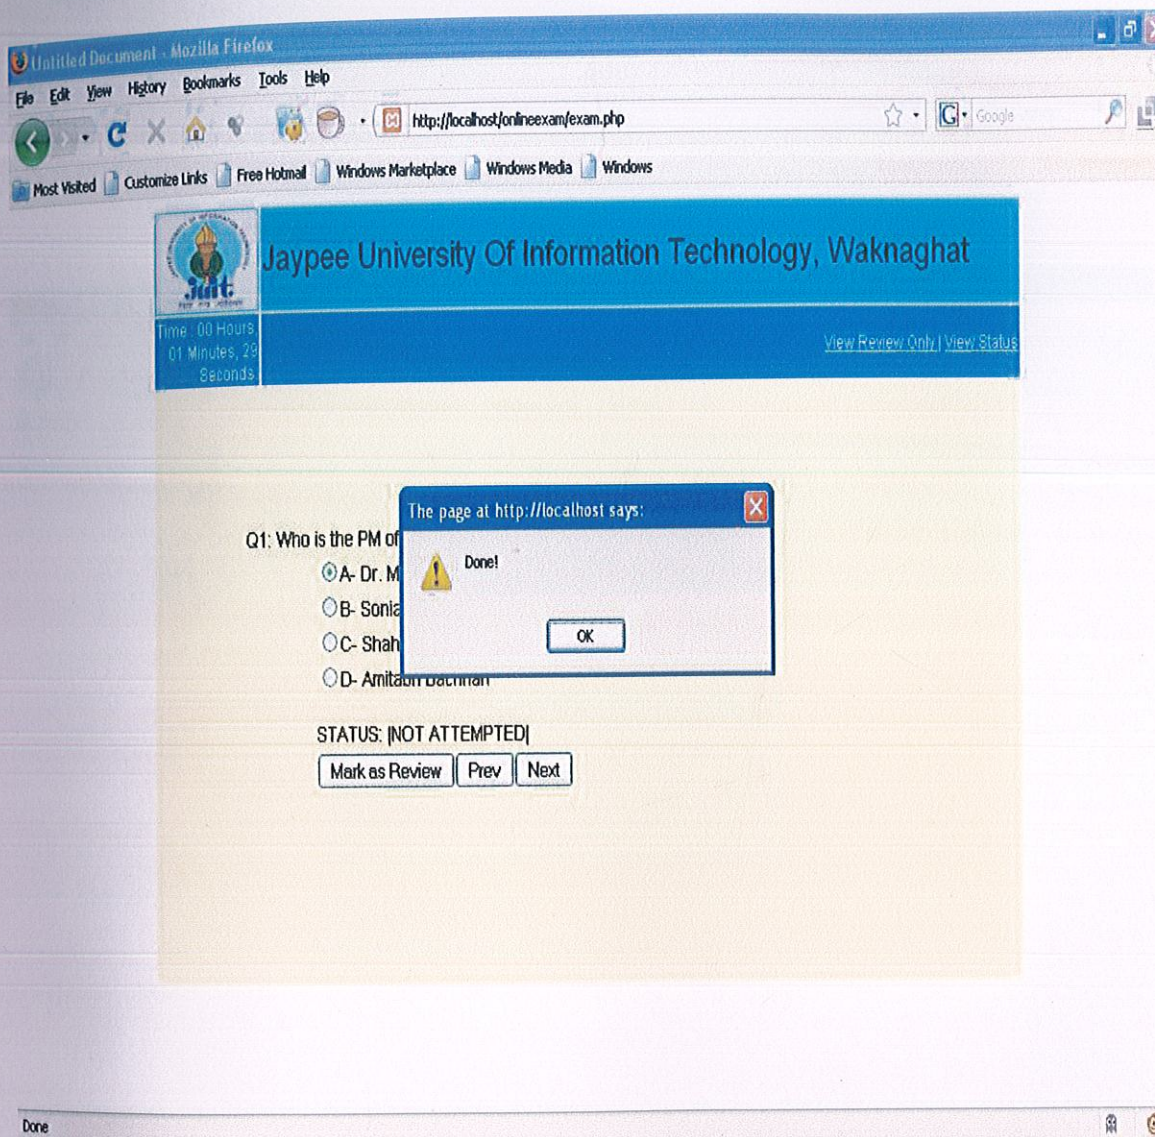 Untitled Document - Mozilla Firefox
File Edit View History Bookmarks Tools Help
http://localhost/onlineexam/exam.php
G Google
Most Visited Customize Links Free Hotmail Windows Marketplace Windows Media Windows
Jaypee University Of Information Technology, Waknaghat
Time : 00 Hours,
01 Minutes, 29
Seconds
View Review Only | View Status
The page at http://localhost says:
Done!
OK
Q1: Who is the PM of
A- Dr. M
B- Sonia
C- Shah
D- Amitabh Bachhan
STATUS: |NOT ATTEMPTED|
Mark as Review Prev Next
Done